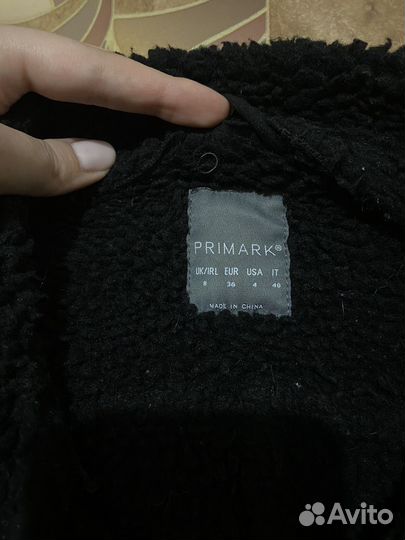 PRIMARK®
UK/IRL EUR USA IT
8 36 4 40
MADE IN CHINA
Avito